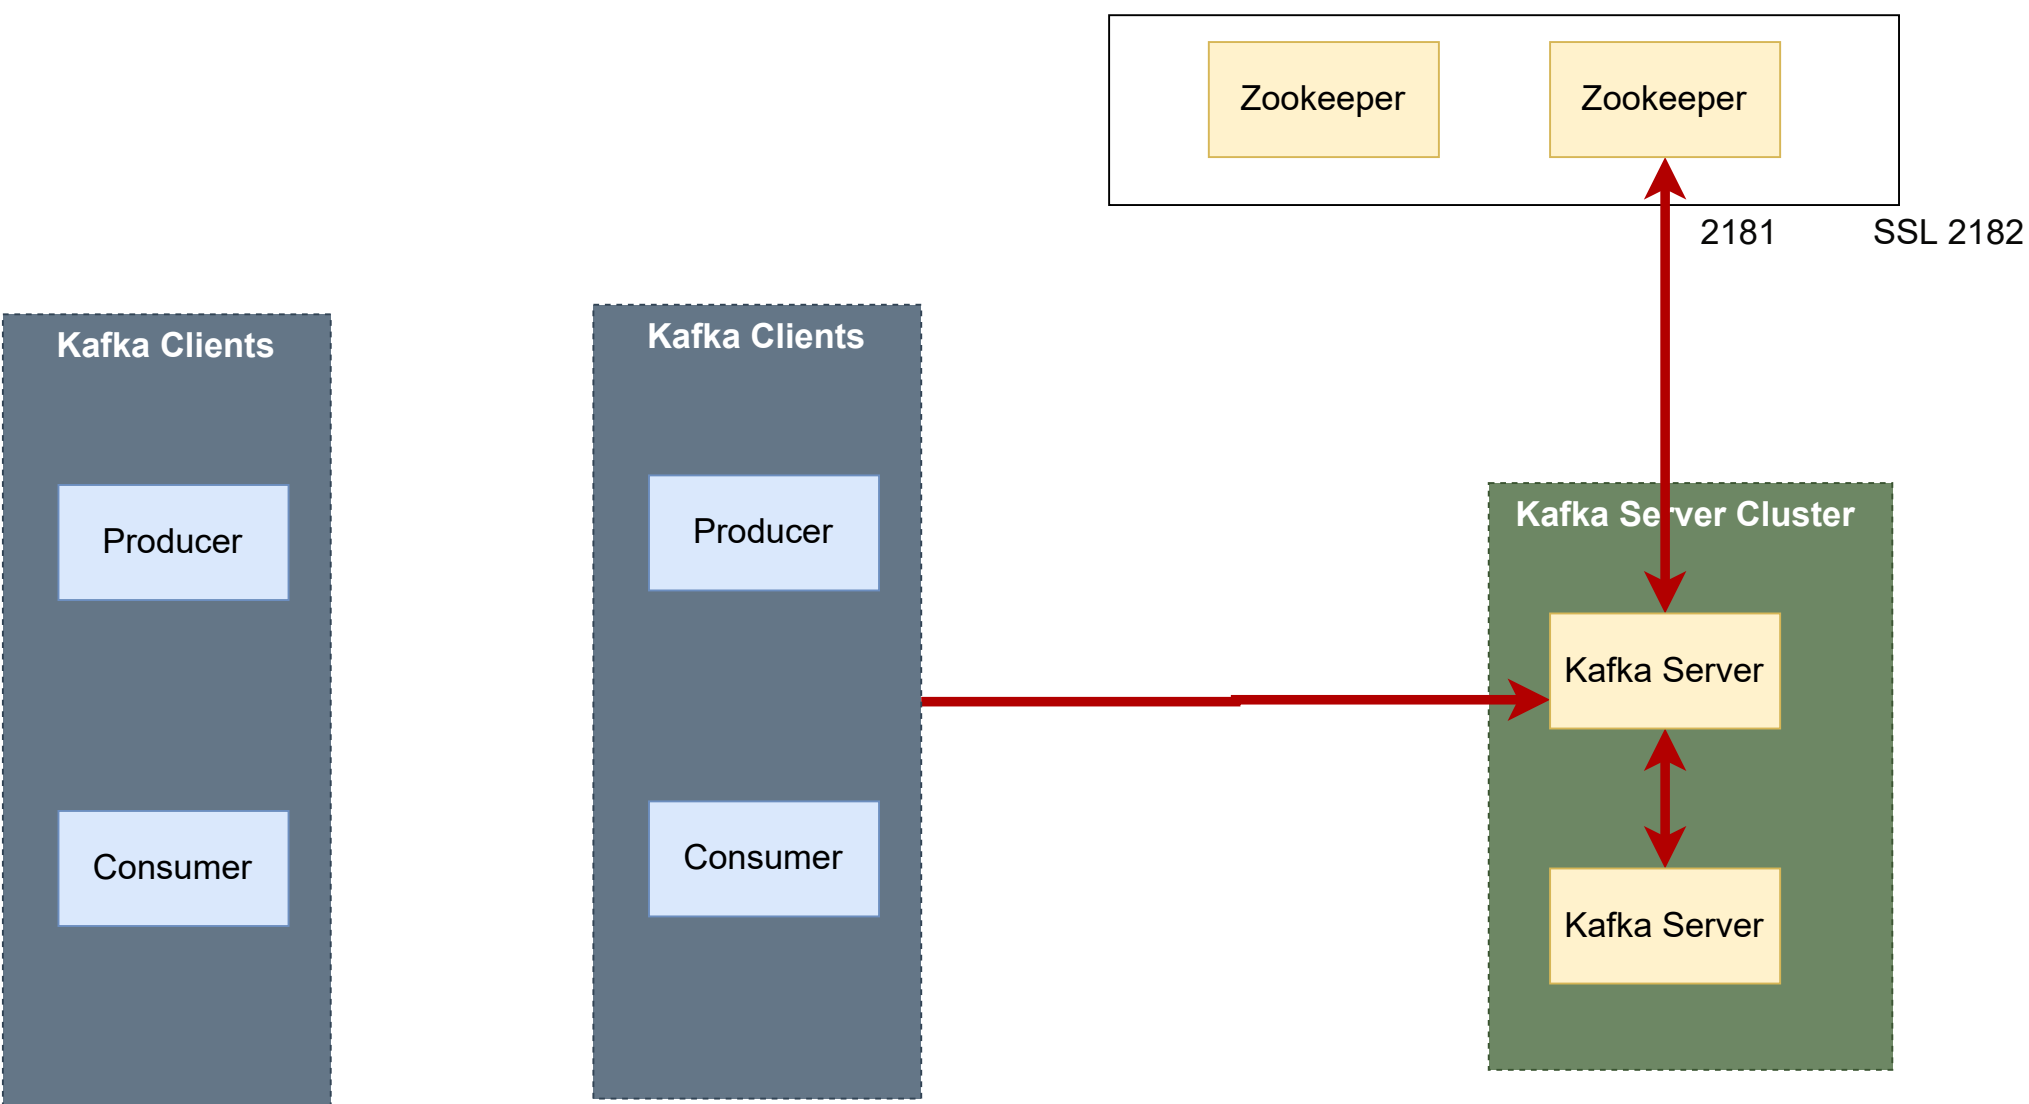 Zookeeper
Zookeeper
2181
SSL 2182
Kafka Clients
Producer
Consumer
Kafka Clients
Producer
Consumer
Kafka Server Cluster
Kafka Server
Kafka Server